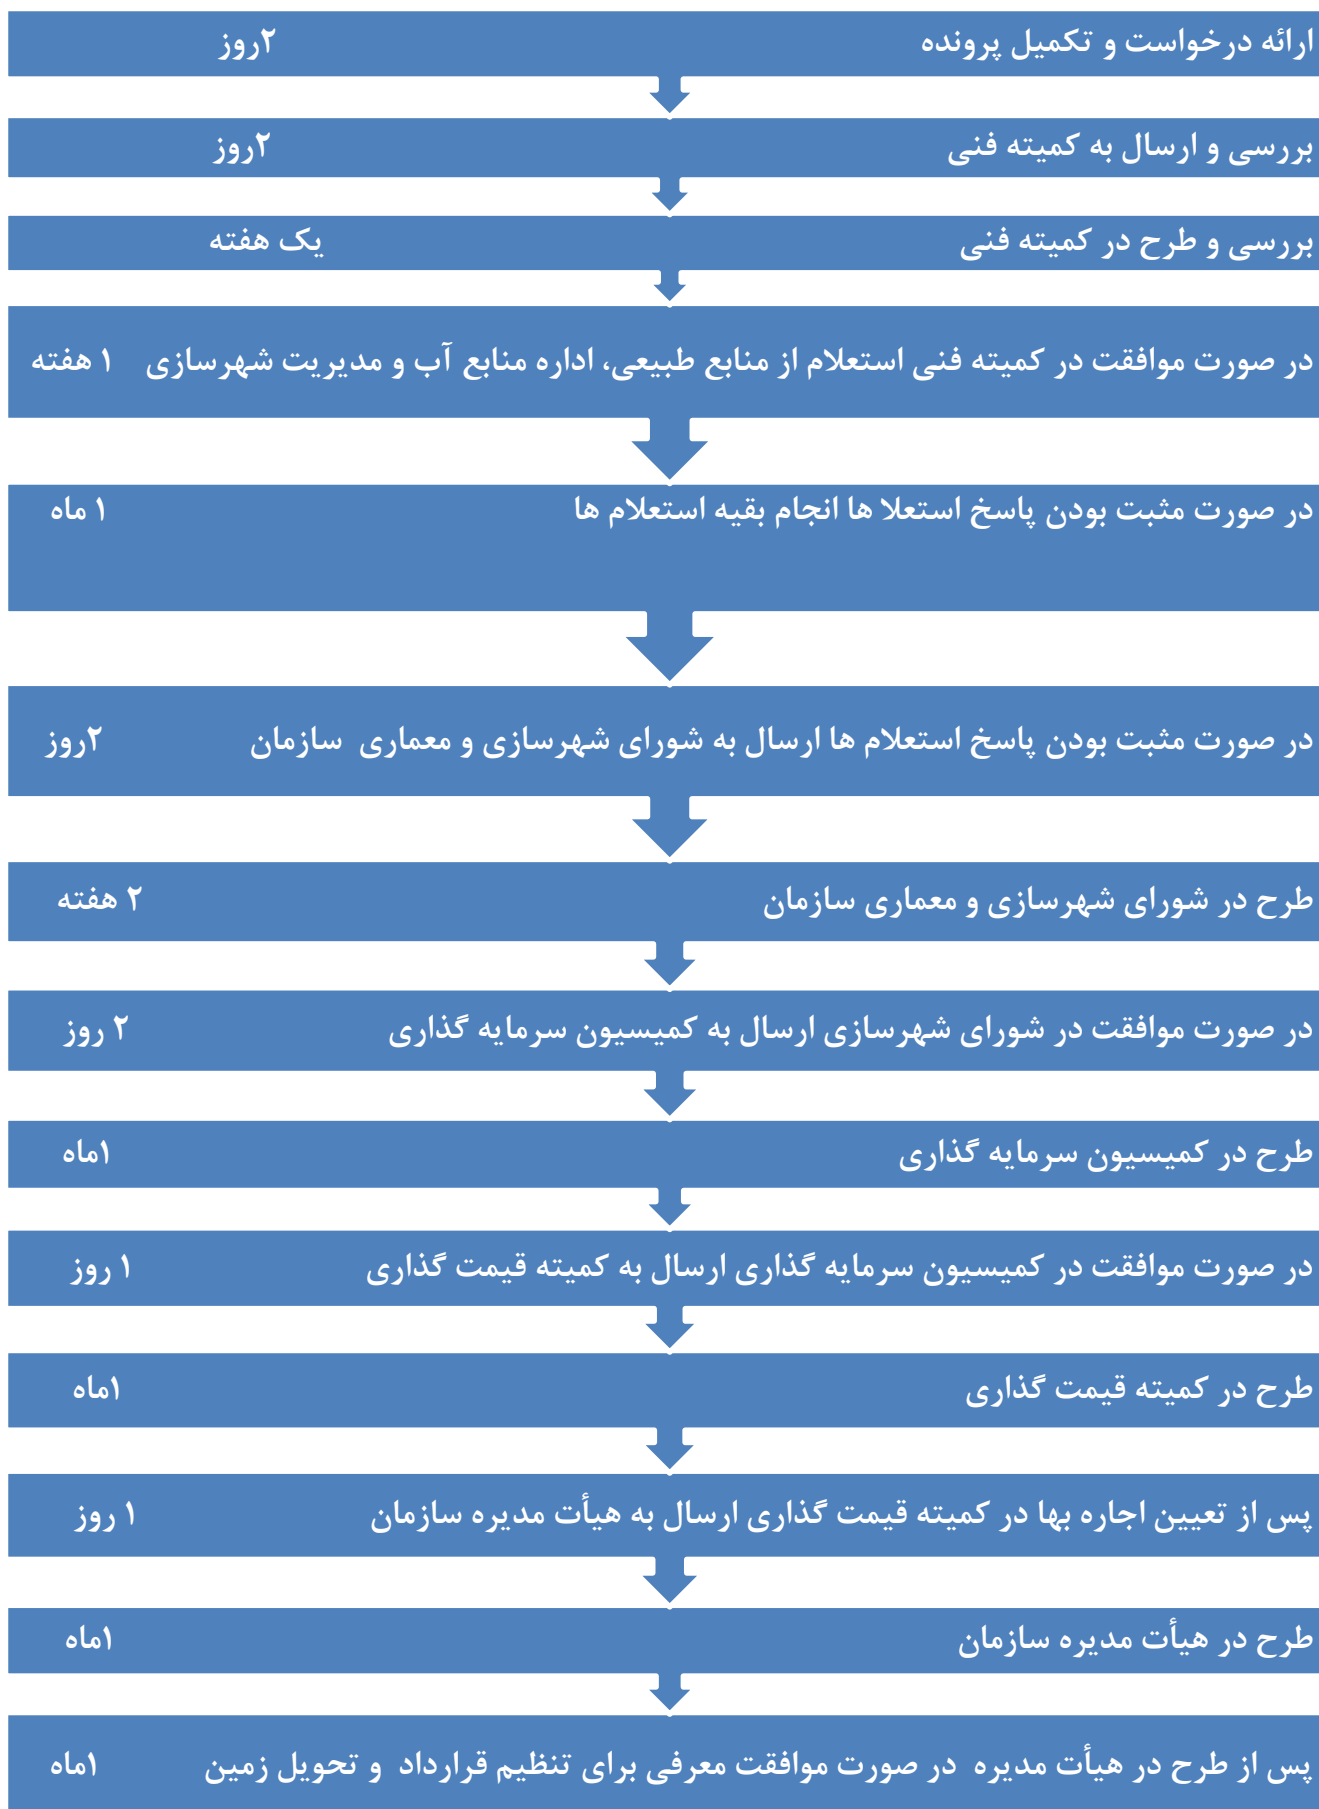 ارائه درخواست و تکمیل پرونده ۲روز
بررسی و ارسال به کمیته فنی ۲روز
بررسی و طرح در کمیته فنی یک هفته
در صورت موافقت در کمیته فنی استعلام از منابع طبیعی، اداره منابع آب و مدیریت شهرسازی ۱ هفته
در صورت مثبت بودن پاسخ استعلا ها انجام بقیه استعلام ها ۱ ماه
در صورت مثبت بودن پاسخ استعلام ها ارسال به شورای شهرسازی و معماری سازمان ۲روز
طرح در شورای شهرسازی و معماری سازمان ۲ هفته
در صورت موافقت در شورای شهرسازی ارسال به کمیسیون سرمایه گذاری ۲ روز
طرح در کمیسیون سرمایه گذاری ۱ماه
در صورت موافقت در کمیسیون سرمایه گذاری ارسال به کمیته قیمت گذاری ۱ روز
طرح در کمیته قیمت گذاری ۱ماه
پس از تعیین اجاره بها در کمیته قیمت گذاری ارسال به هیأت مدیره سازمان ۱ روز
طرح در هیأت مدیره سازمان ۱ماه
پس از طرح در هیأت مدیره در صورت موافقت معرفی برای تنظیم قرارداد و تحویل زمین ۱ماه